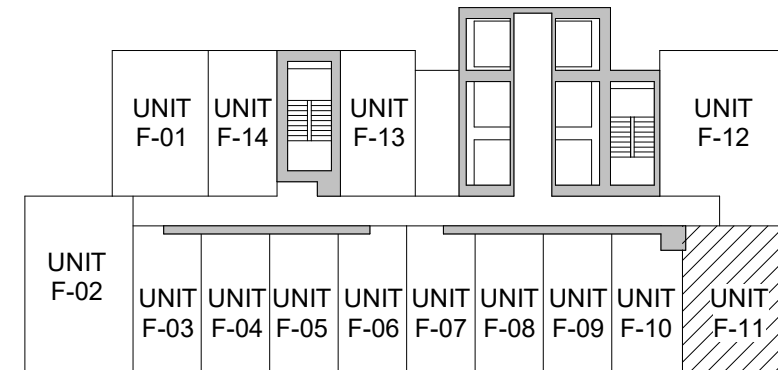 UNIT
F-01
UNIT
F-14
UNIT
F-13
UNIT
F-12
UNIT
F-02
UNIT
F-03
UNIT
F-04
UNIT
F-05
UNIT
F-06
UNIT
F-07
UNIT
F-08
UNIT
F-09
UNIT
F-10
UNIT
F-11